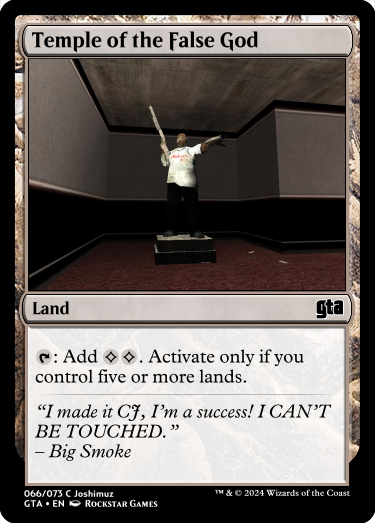 Temple of the False God
Land
gta
: Add . Activate only if you
control five or more lands.
"I made it CJ, I'm a success! I CAN'T
BE TOUCHED."
– Big Smoke
066/073 C Joshimuz
GTA • EN Rockstar Games
™ & © 2024 Wizards of the Coast